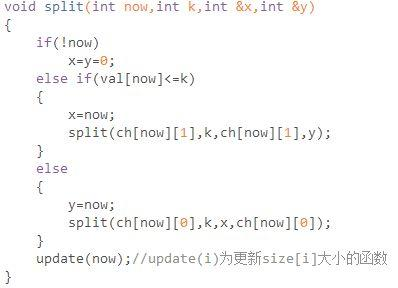 void split(int now,int k,int &x,int &y)
{
    if(!now)
        x=y=0;
    else if(val[now]<=k)
    {
        x=now;
        split(ch[now][1],k,ch[now][1],y);
    }
    else
    {
        y=now;
        split(ch[now][0],k,x,ch[now][0]);
    }
    update(now);//update(i)为更新size[i]大小的函数
}